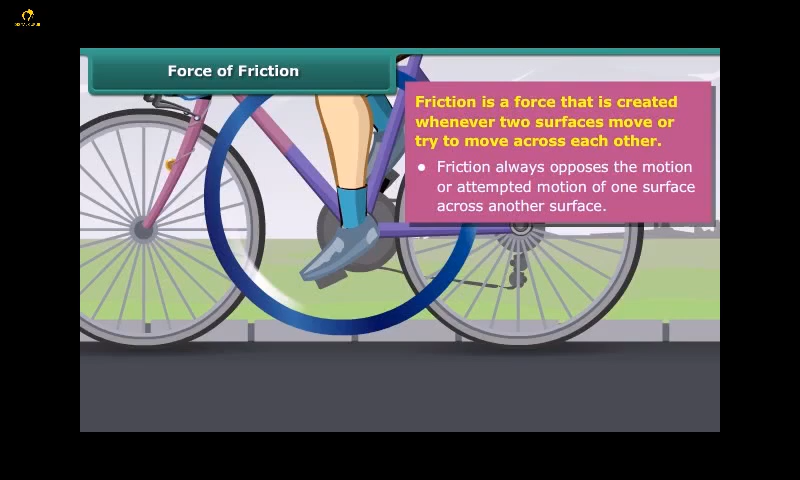 Force of Friction
Friction is a force that is created
whenever two surfaces move or
try to move across each other.
● Friction always opposes the motion
or attempted motion of one surface
across another surface.